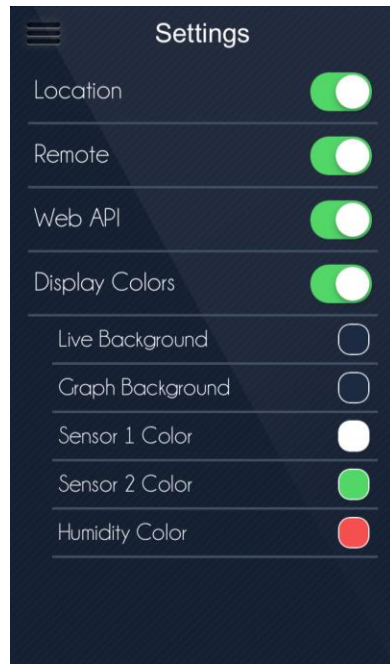 Settings
Location
Remote
Web API
Display Colors
Live Background
Graph Background
Sensor 1 Color
Sensor 2 Color
Humidity Color